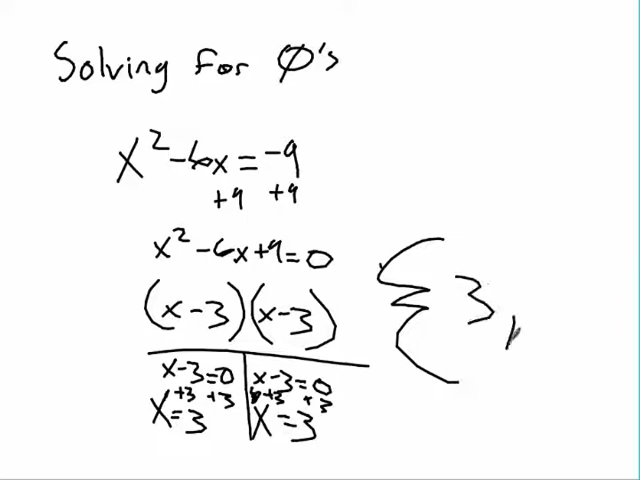 Solving for Ø's
x² - 6x = -9
+9 +9
x² - 6x + 9 = 0
(x - 3)(x - 3)
x - 3 = 0 x - 3 = 0
+3 +3 +3 +3
x = 3 x = 3
{3,